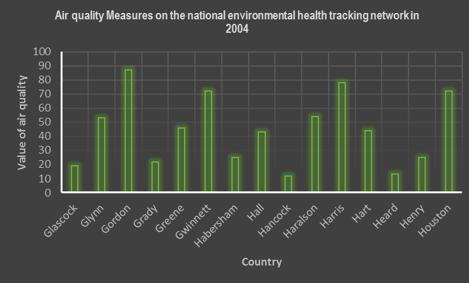 Air quality Measures on the national environmental health tracking network in
2004
Value of air quality
100
90
80
70
60
50
40
30
20
10
0
Glascock
Glynn
Gordon
Grady
Greene
Gwinnett
Habersham
Hall
Hancock
Haralson
Harris
Hart
Heard
Henry
Houston
Country